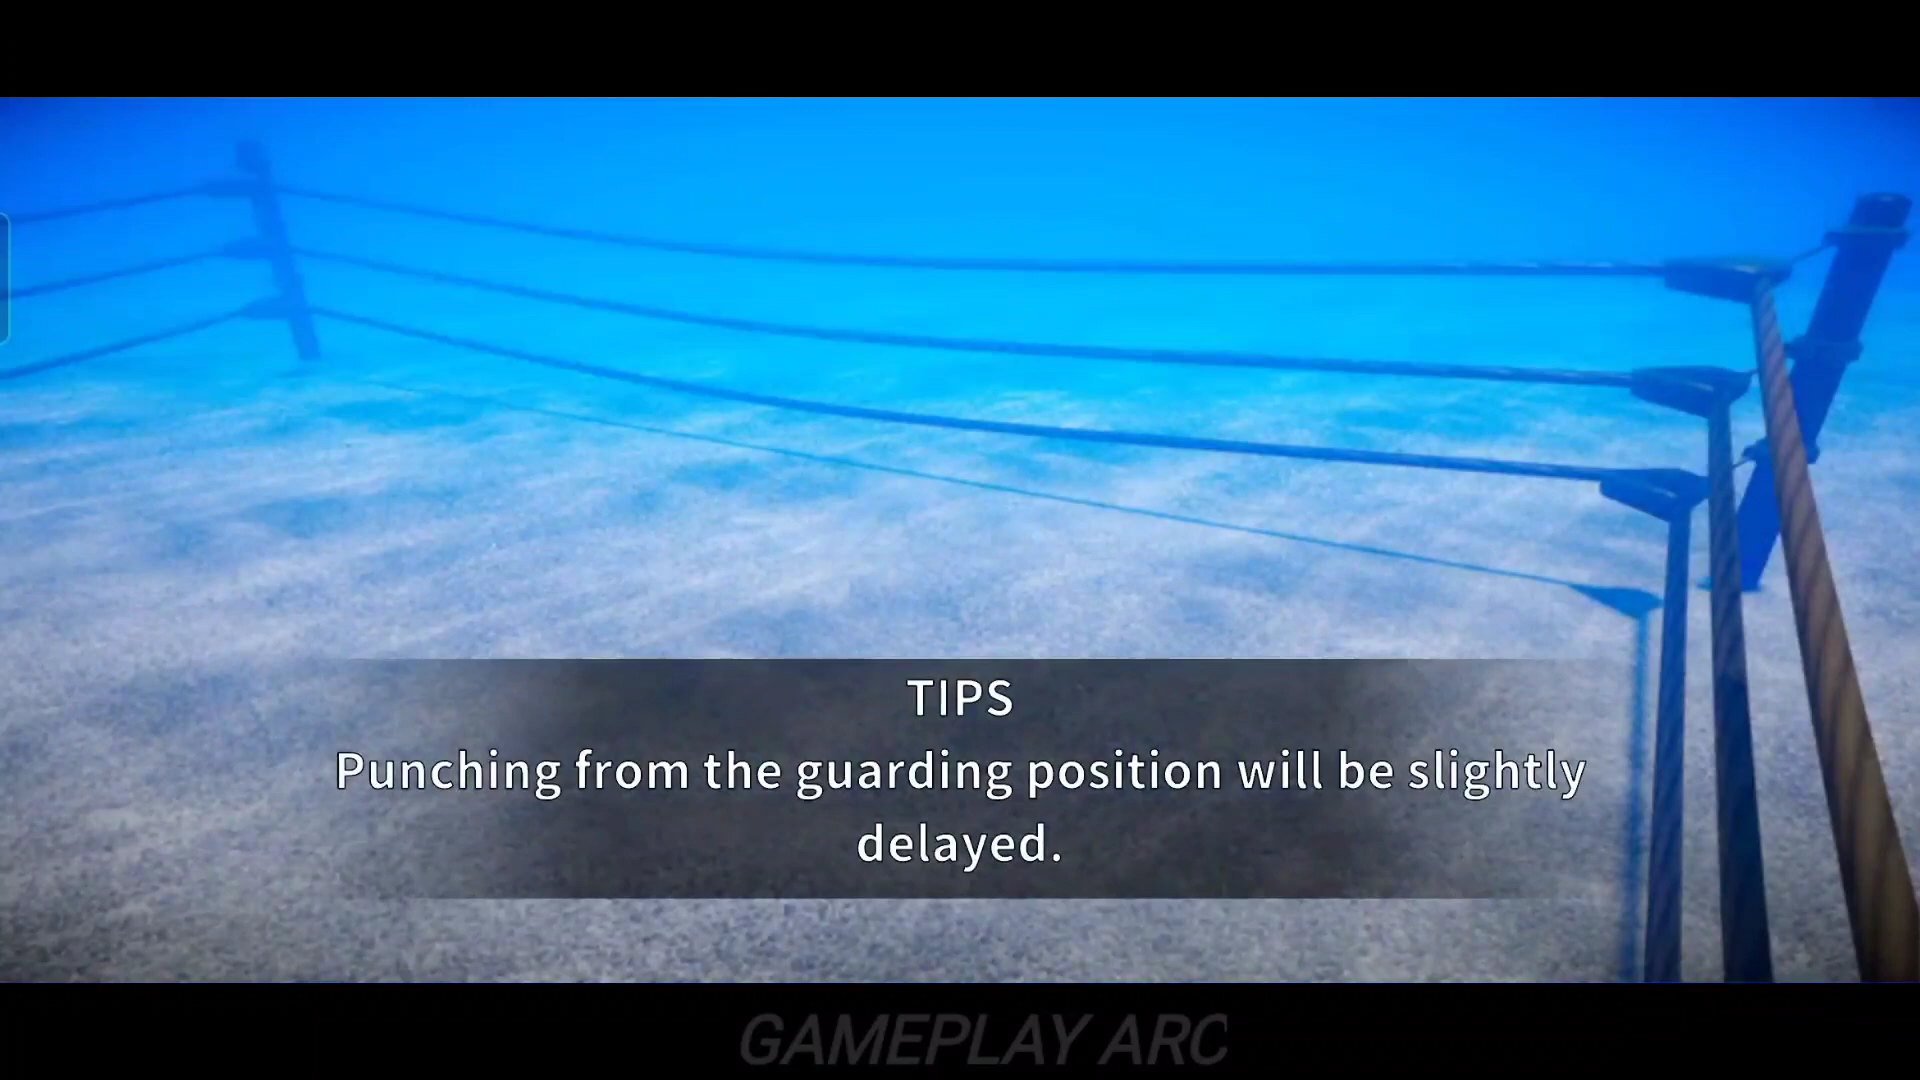 TIPS
Punching from the guarding position will be slightly
delayed.
GAMEPLAY ARC